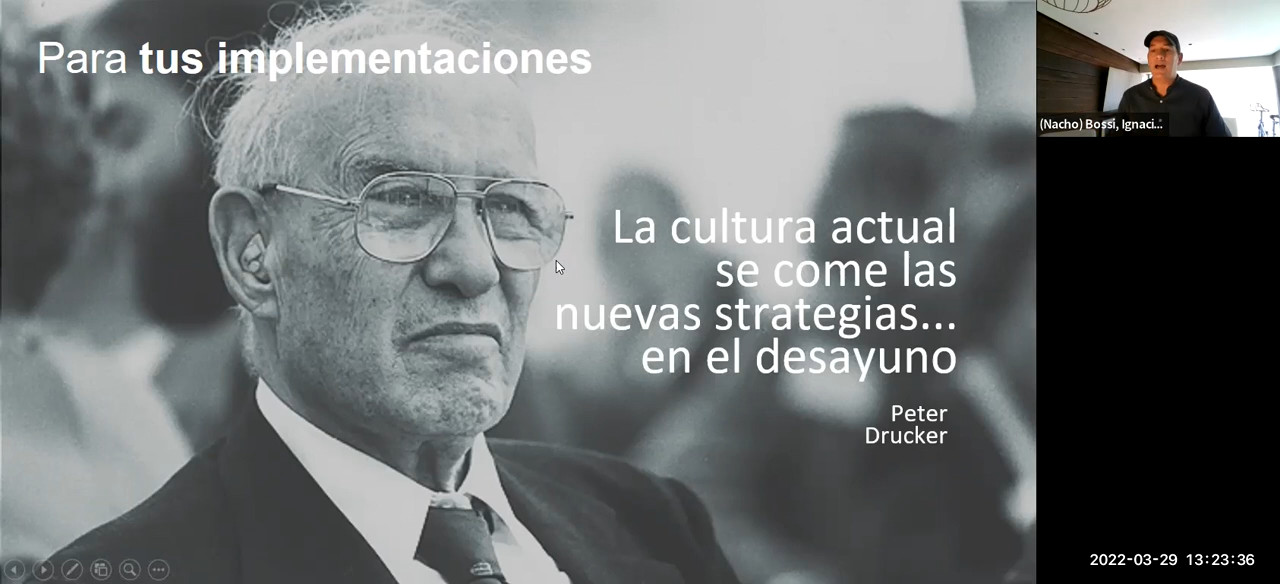 Para tus implementaciones
La cultura actual
se come las
nuevas strategias...
en el desayuno
Peter
Drucker
(Nacho) Bossi, Ignaci...
2022-03-29 13:23:36